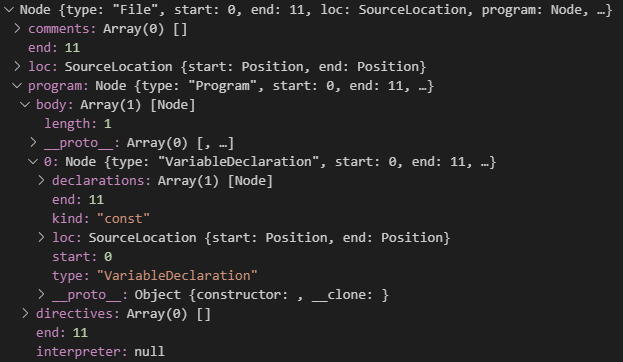 Node {type: "File", start: 0, end: 11, loc: SourceLocation, program: Node, …}
comments: Array(0) []
end: 11
loc: SourceLocation {start: Position, end: Position}
program: Node {type: "Program", start: 0, end: 11, …}
body: Array(1) [Node]
length: 1
__proto__: Array(0) [, …]
0: Node {type: "VariableDeclaration", start: 0, end: 11, …}
declarations: Array(1) [Node]
end: 11
kind: "const"
loc: SourceLocation {start: Position, end: Position}
start: 0
type: "VariableDeclaration"
__proto__: Object {constructor: , __clone: }
directives: Array(0) []
end: 11
interpreter: null